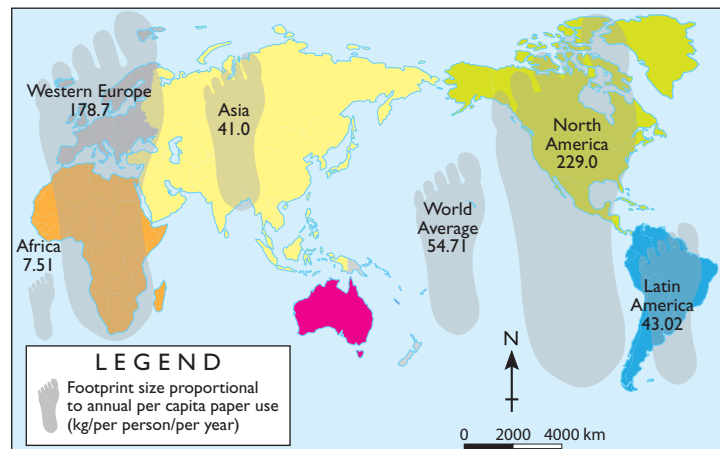 Western Europe
178.7
Asia
41.0
North
America
229.0
World
Average
54.71
Africa
7.51
Latin
America
43.02
LEGEND
Footprint size proportional
to annual per capita paper use
(kg/per person/per year)
N
0 2000 4000 km